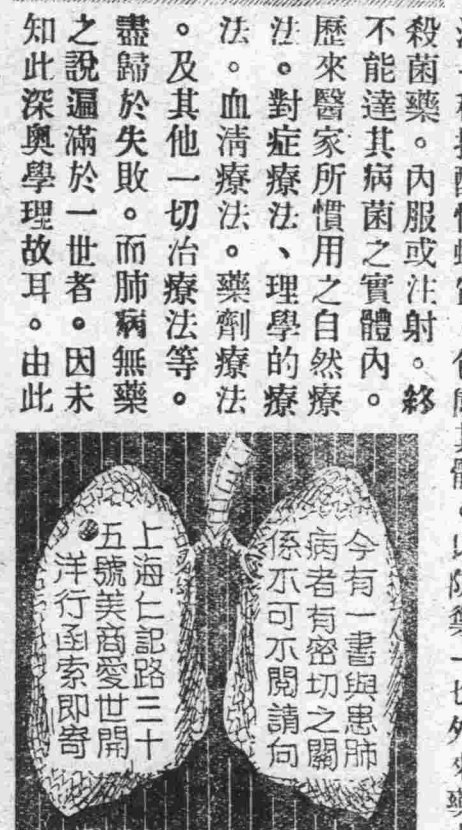 殺菌藥。內服或注射。終
不能達其病菌之實體內。
歷來醫家所慣用之自然療
法。對症療法、理學的療
法。血淸療法。藥劑療法
。及其他一切治療法等。
盡歸於失敗。而肺病無藥
之說遍滿於一世者。因未
知此深奧學理故耳。由此
今有一書與患肺
病者有密切之關
係不可不閱請向
上海仁記路三十
五號美商愛世開
洋行函索即寄